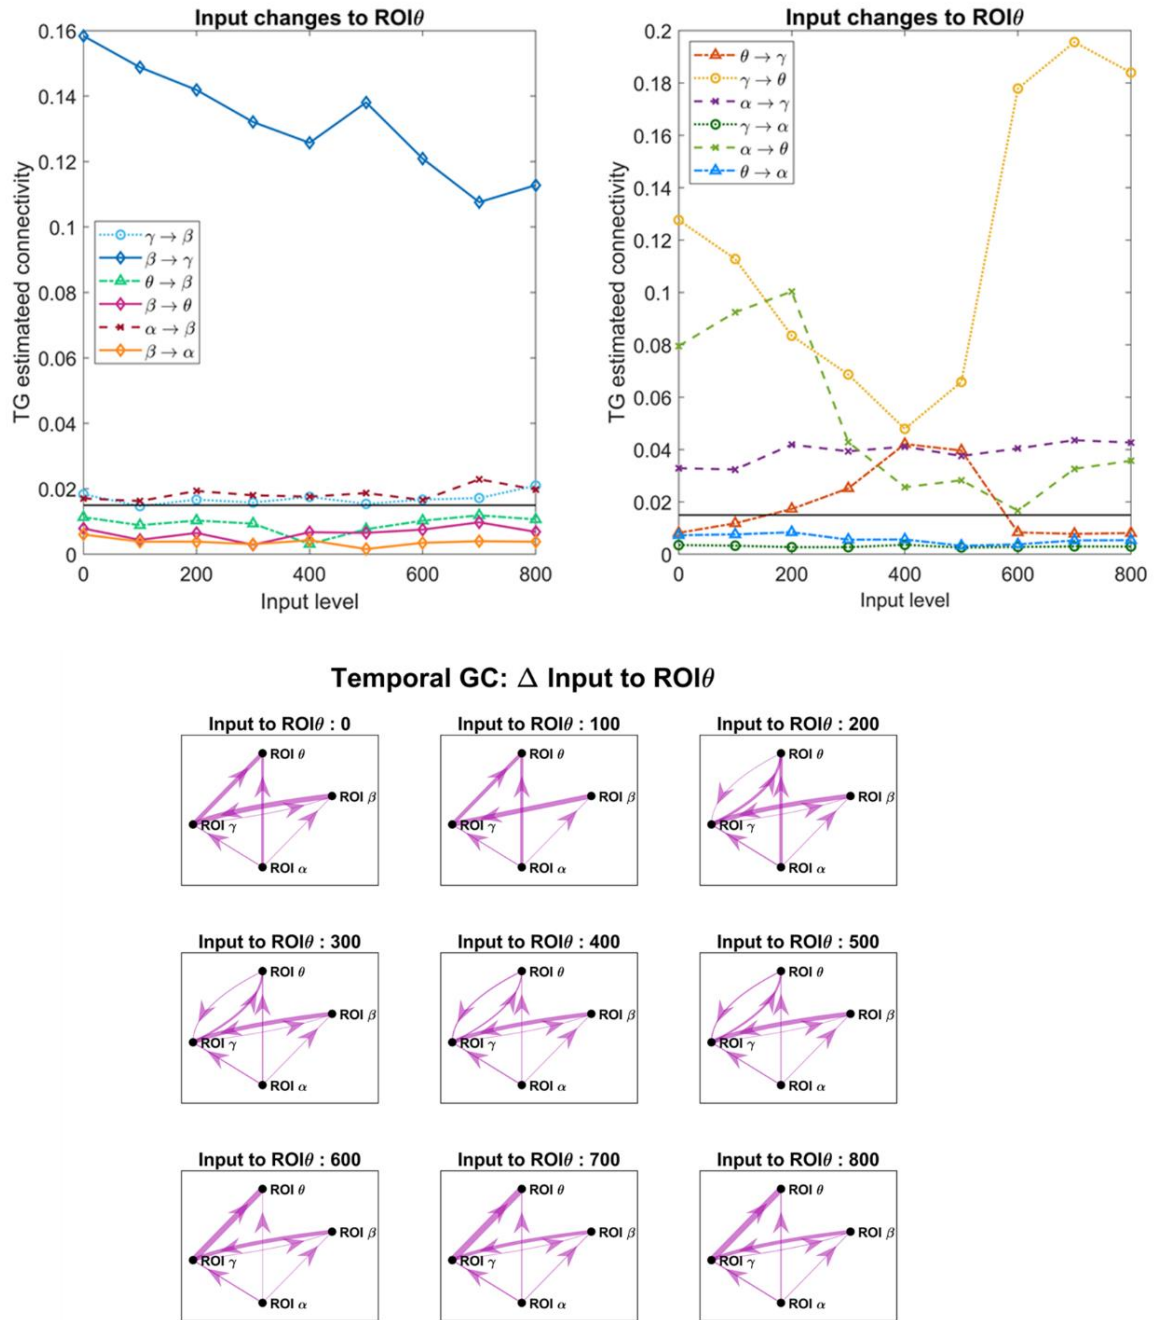 Input changes to ROIθ
0.16
0.14
0.12
0.1
0.08
0.06
0.04
0.02
0
TG estimated connectivity
γ → β
β → γ
θ → β
β → θ
α → β
β → α
0 200 400 600 800
Input level
Input changes to ROIθ
0.2
0.18
0.16
0.14
0.12
0.1
0.08
0.06
0.04
0.02
0
TG estimateed connectivity
θ → γ
γ → θ
α → γ
γ → α
α → θ
θ → α
0 200 400 600 800
Input level
Temporal GC: Δ Input to ROIθ
Input to ROIθ : 0
ROI θ
ROI β
ROI γ
ROI α
Input to ROIθ : 100
ROI θ
ROI β
ROI γ
ROI α
Input to ROIθ : 200
ROI θ
ROI β
ROI γ
ROI α
Input to ROIθ : 300
ROI θ
ROI β
ROI γ
ROI α
Input to ROIθ : 400
ROI θ
ROI β
ROI γ
ROI α
Input to ROIθ : 500
ROI θ
ROI β
ROI γ
ROI α
Input to ROIθ : 600
ROI θ
ROI β
ROI γ
ROI α
Input to ROIθ : 700
ROI θ
ROI β
ROI γ
ROI α
Input to ROIθ : 800
ROI θ
ROI β
ROI γ
ROI α